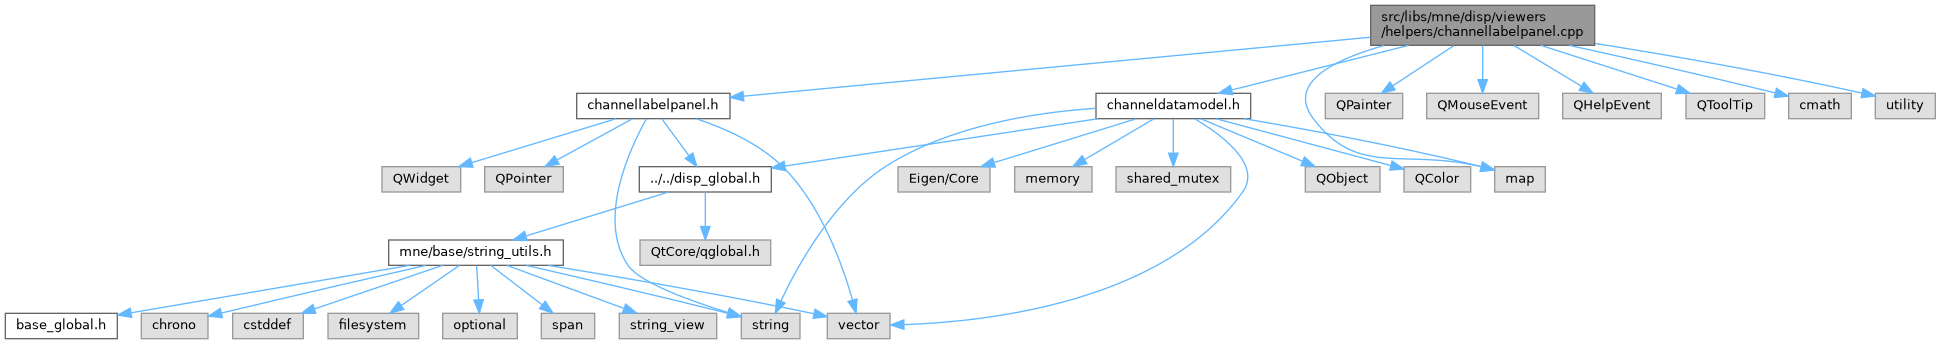 src/libs/mne/disp/viewers
/helpers/channellabelpanel.cpp
channellabelpanel.h
channeldatamodel.h
QPainter
QMouseEvent
QHelpEvent
QToolTip
cmath
utility
QWidget
QPointer
../../disp_global.h
Eigen/Core
memory
shared_mutex
QObject
QColor
map
mne/base/string_utils.h
QtCore/qglobal.h
base_global.h
chrono
cstddef
filesystem
optional
span
string_view
string
vector